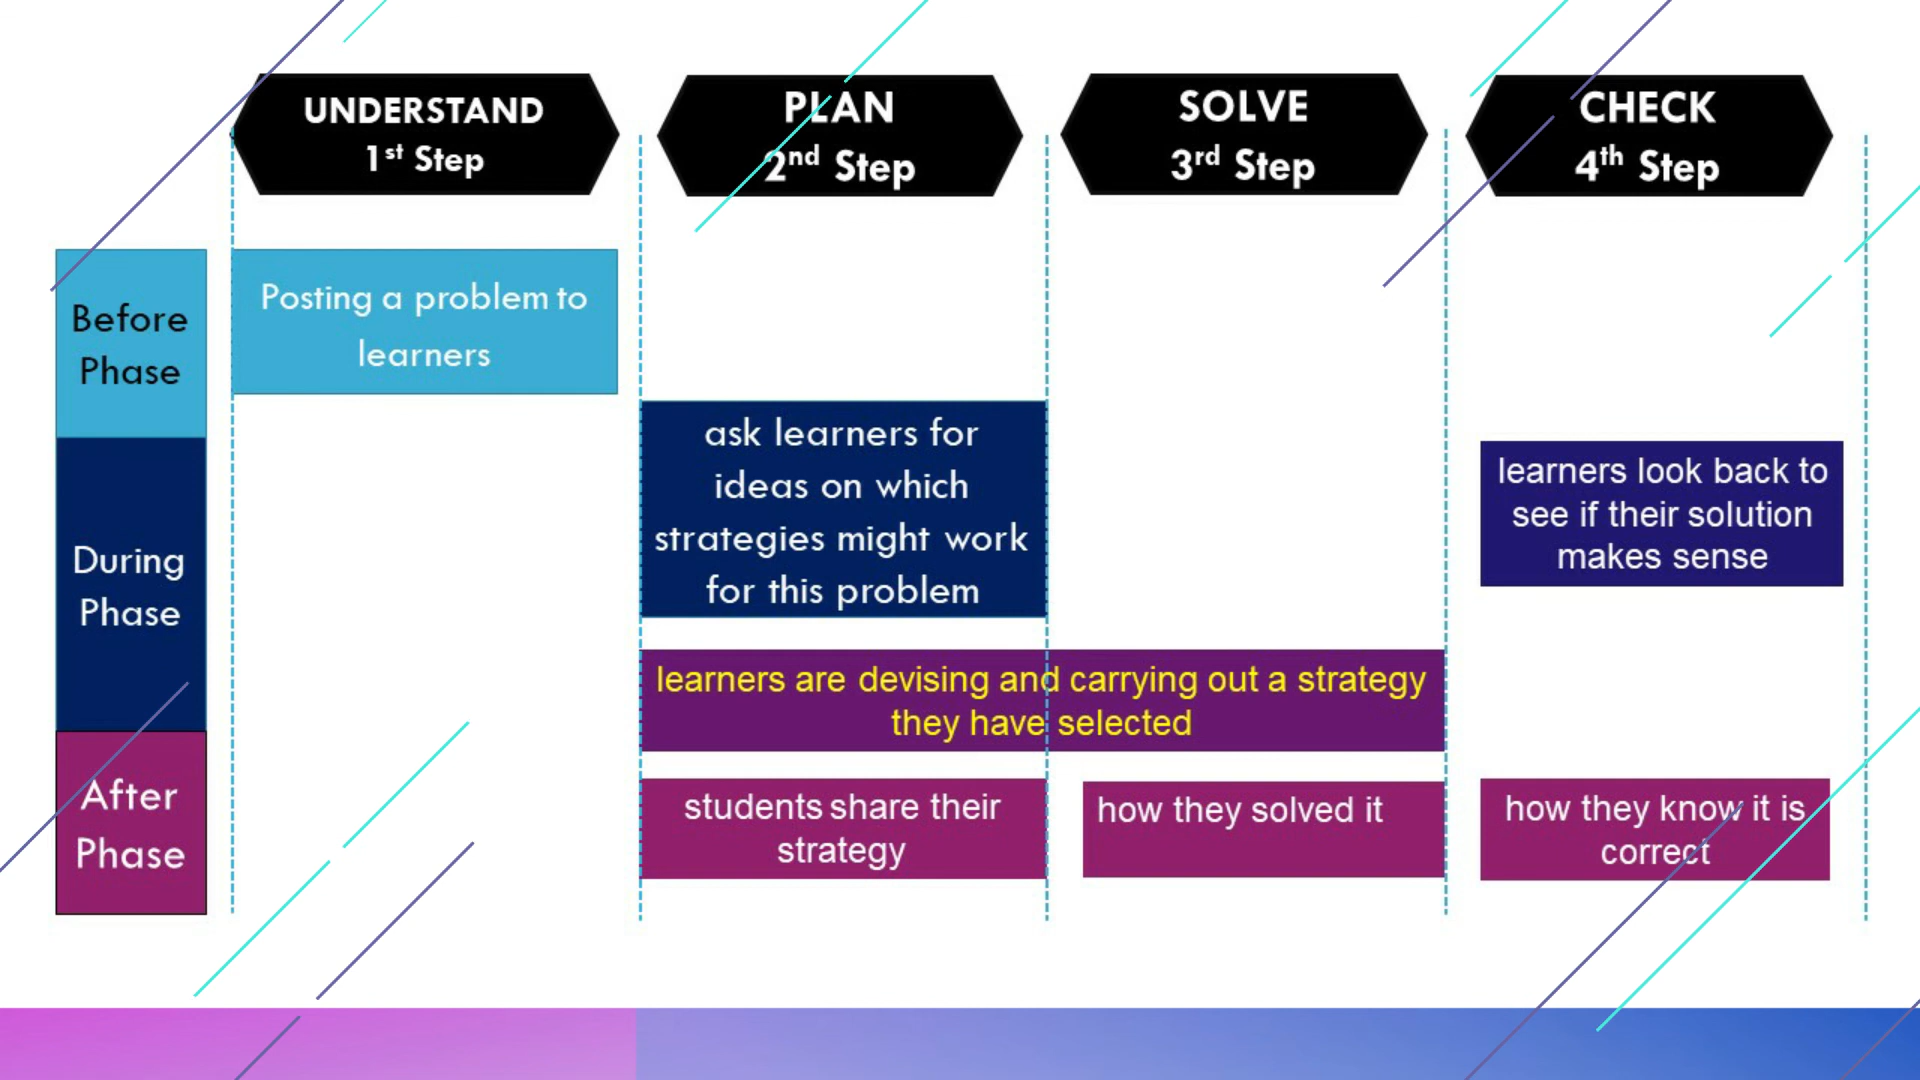 UNDERSTAND
1st Step
PLAN
2nd Step
SOLVE
3rd Step
CHECK
4th Step
Before
Phase
Posting a problem to
learners
During
Phase
ask learners for
ideas on which
strategies might work
for this problem
learners look back to
see if their solution
makes sense
learners are devising and carrying out a strategy
they have selected
After
Phase
students share their
strategy
how they solved it
how they know it is
correct